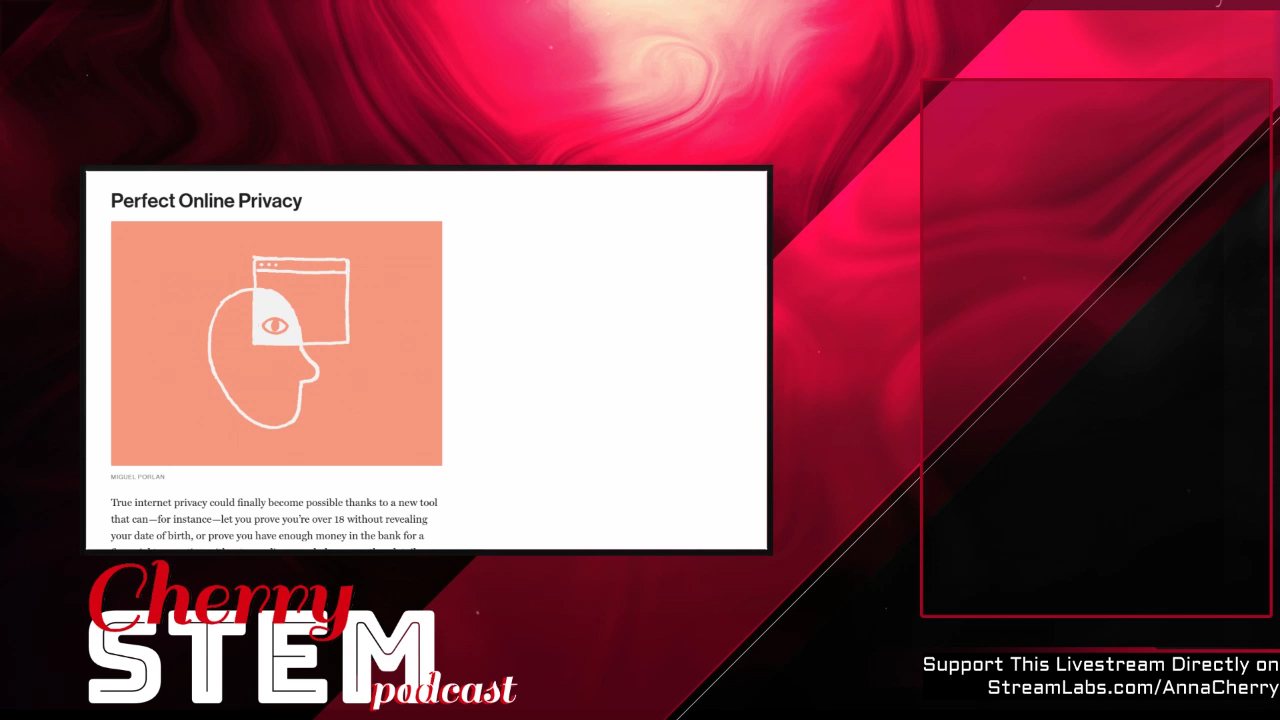 Perfect Online Privacy
MIGUEL PORLAN
True internet privacy could finally become possible thanks to a new tool
that can—for instance—let you prove you're over 18 without revealing
your date of birth, or prove you have enough money in the bank for a
Cherry
STEM
podcast
Support This Livestream Directly on
StreamLabs.com/AnnaCherry